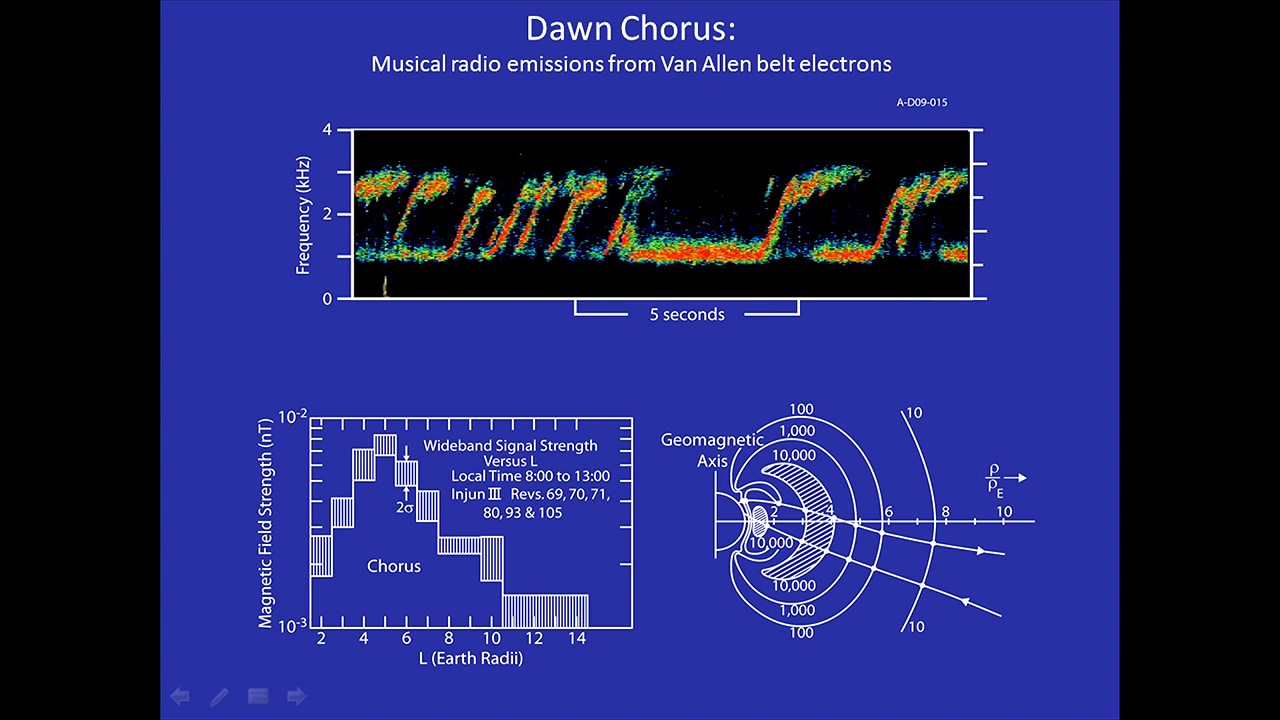 Dawn Chorus:
Musical radio emissions from Van Allen belt electrons
A-D09-015
4
2
0
Frequency (kHz)
5 seconds
10-2
10-3
Magnetic Field Strength (nT)
Wideband Signal Strength
Versus L
Local Time 8:00 to 13:00
Injun III Revs. 69, 70, 71,
80, 93 & 105
2σ
Chorus
2 4 6 8 10 12 14
L (Earth Radii)
Geomagnetic
Axis
100
1,000
10,000
10
ρ
ρE
2 4 6 8 10
10,000
10,000
1,000
100
10